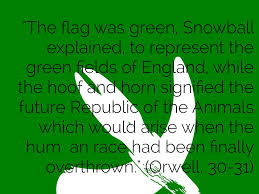 "The flag was green, Snowball
explained, to represent the
green fields of England, while
the hoof and horn signified the
future Republic of the Animals
which would arise when the
hum an race had been finally
overthrown." (Orwell, 30-31)